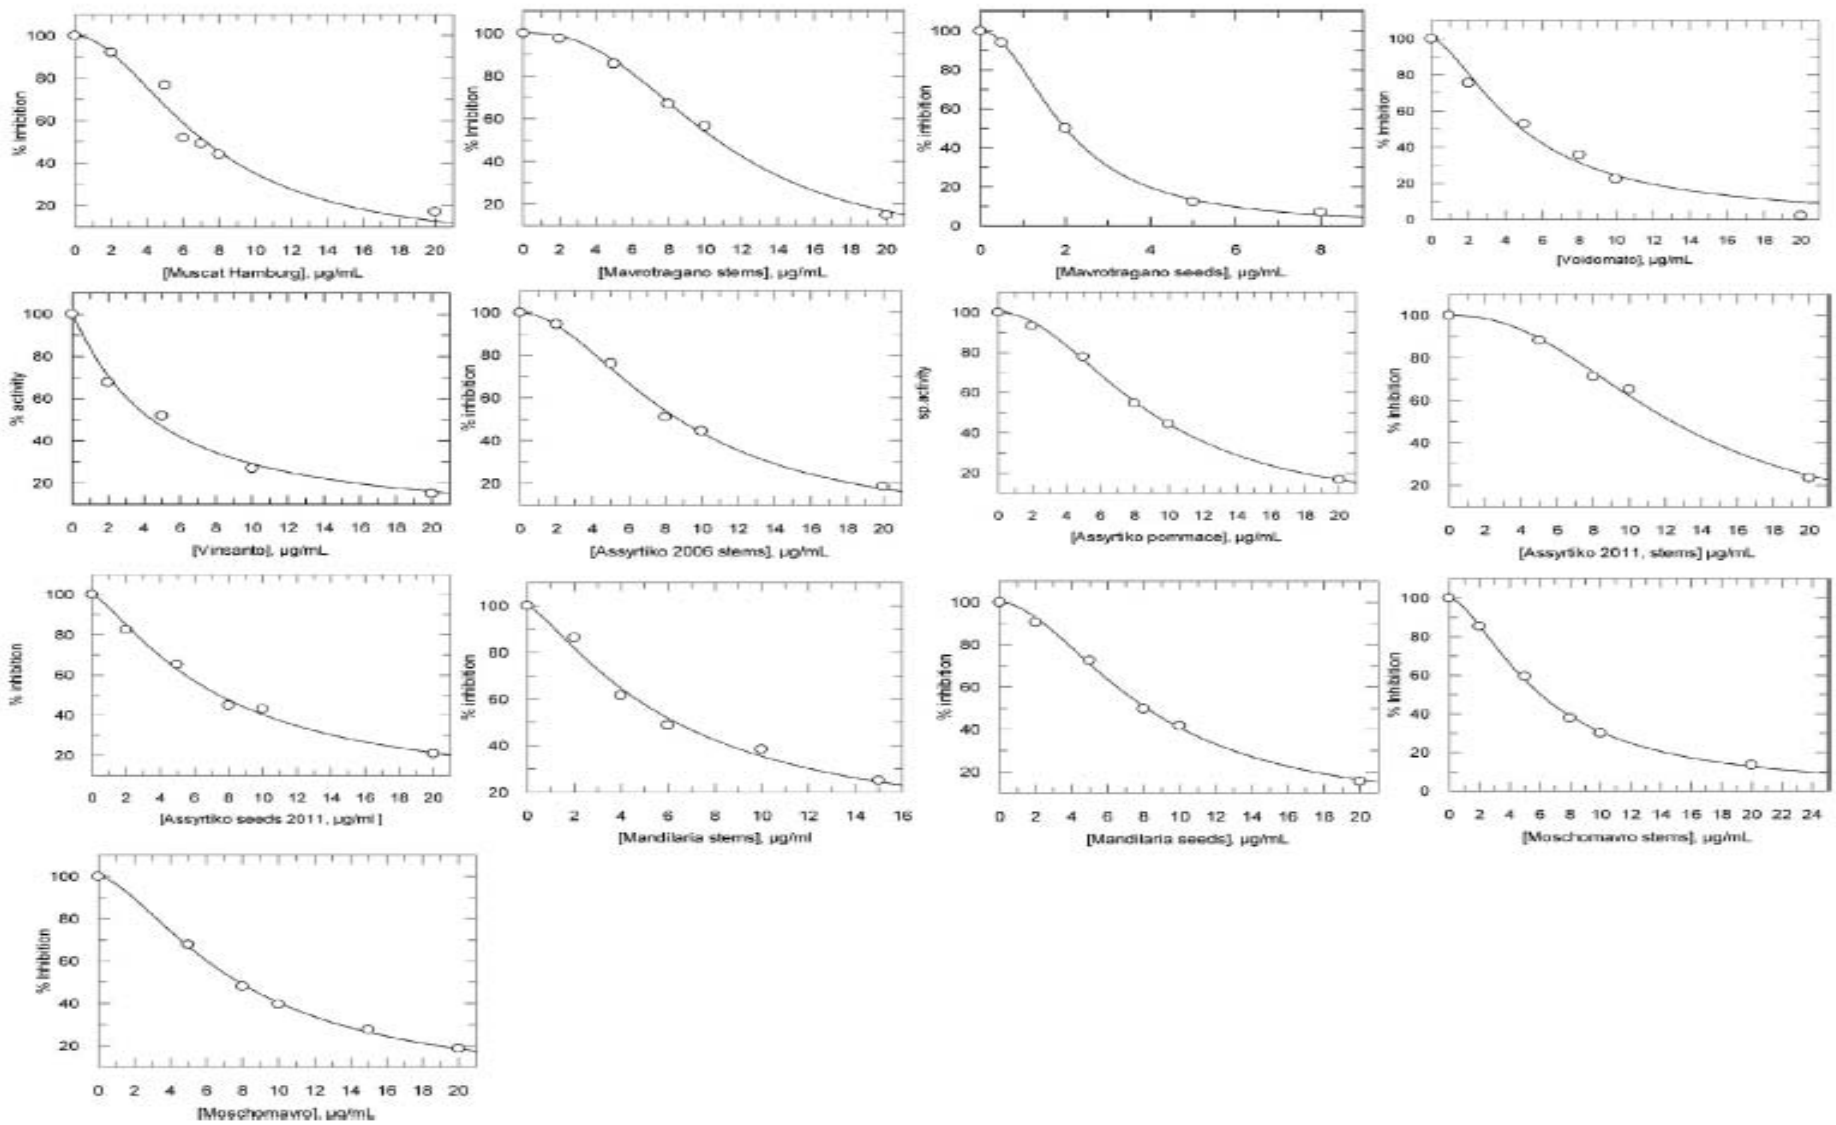 % Inhibition
100
80
60
40
20
0 2 4 6 8 10 12 14 16 18 20
[Muscat Hamburg], µg/mL
% Inhibition
100
80
60
40
20
0 2 4 6 8 10 12 14 16 18 20
[Mavrotragano stems], µg/mL
% inhibition
100
80
60
40
20
0
0 2 4 6 8
[Mavrotragano seeds], µg/mL
% Inhibition
100
80
60
40
20
0
0 2 4 6 8 10 12 14 16 18 20
[Voidomato], µg/mL
% activity
100
80
60
40
20
0 2 4 6 8 10 12 14 16 18 20
[Vinsanto], µg/mL
% inhibition
100
80
60
40
20
0 2 4 6 8 10 12 14 16 18 20
[Assyrtiko 2006 stems], µg/mL
sp.activity
100
80
60
40
20
0 2 4 6 8 10 12 14 16 18 20
[Assyrtiko pommace], µg/mL
% Inhibition
100
80
60
40
20
0 2 4 6 8 10 12 14 16 18 20
[Assyrtiko 2011, stems] µg/mL
% inhibition
100
80
60
40
20
0 2 4 6 8 10 12 14 16 18 20
[Assyrtiko seeds 2011, µg/ml ]
% inhibition
100
80
60
40
20
0 2 4 6 8 10 12 14 16
[Mandilaria stems], µg/ml
% inhibition
100
80
60
40
20
0 2 4 6 8 10 12 14 16 18 20
[Mandilaria seeds], µg/mL
% Inhibition
100
80
60
40
20
0
0 2 4 6 8 10 12 14 16 18 20 22 24
[Moschomavro stems], µg/mL
% Inhibition
100
80
60
40
20
0 2 4 6 8 10 12 14 16 18 20
[Moschomavro], µg/mL